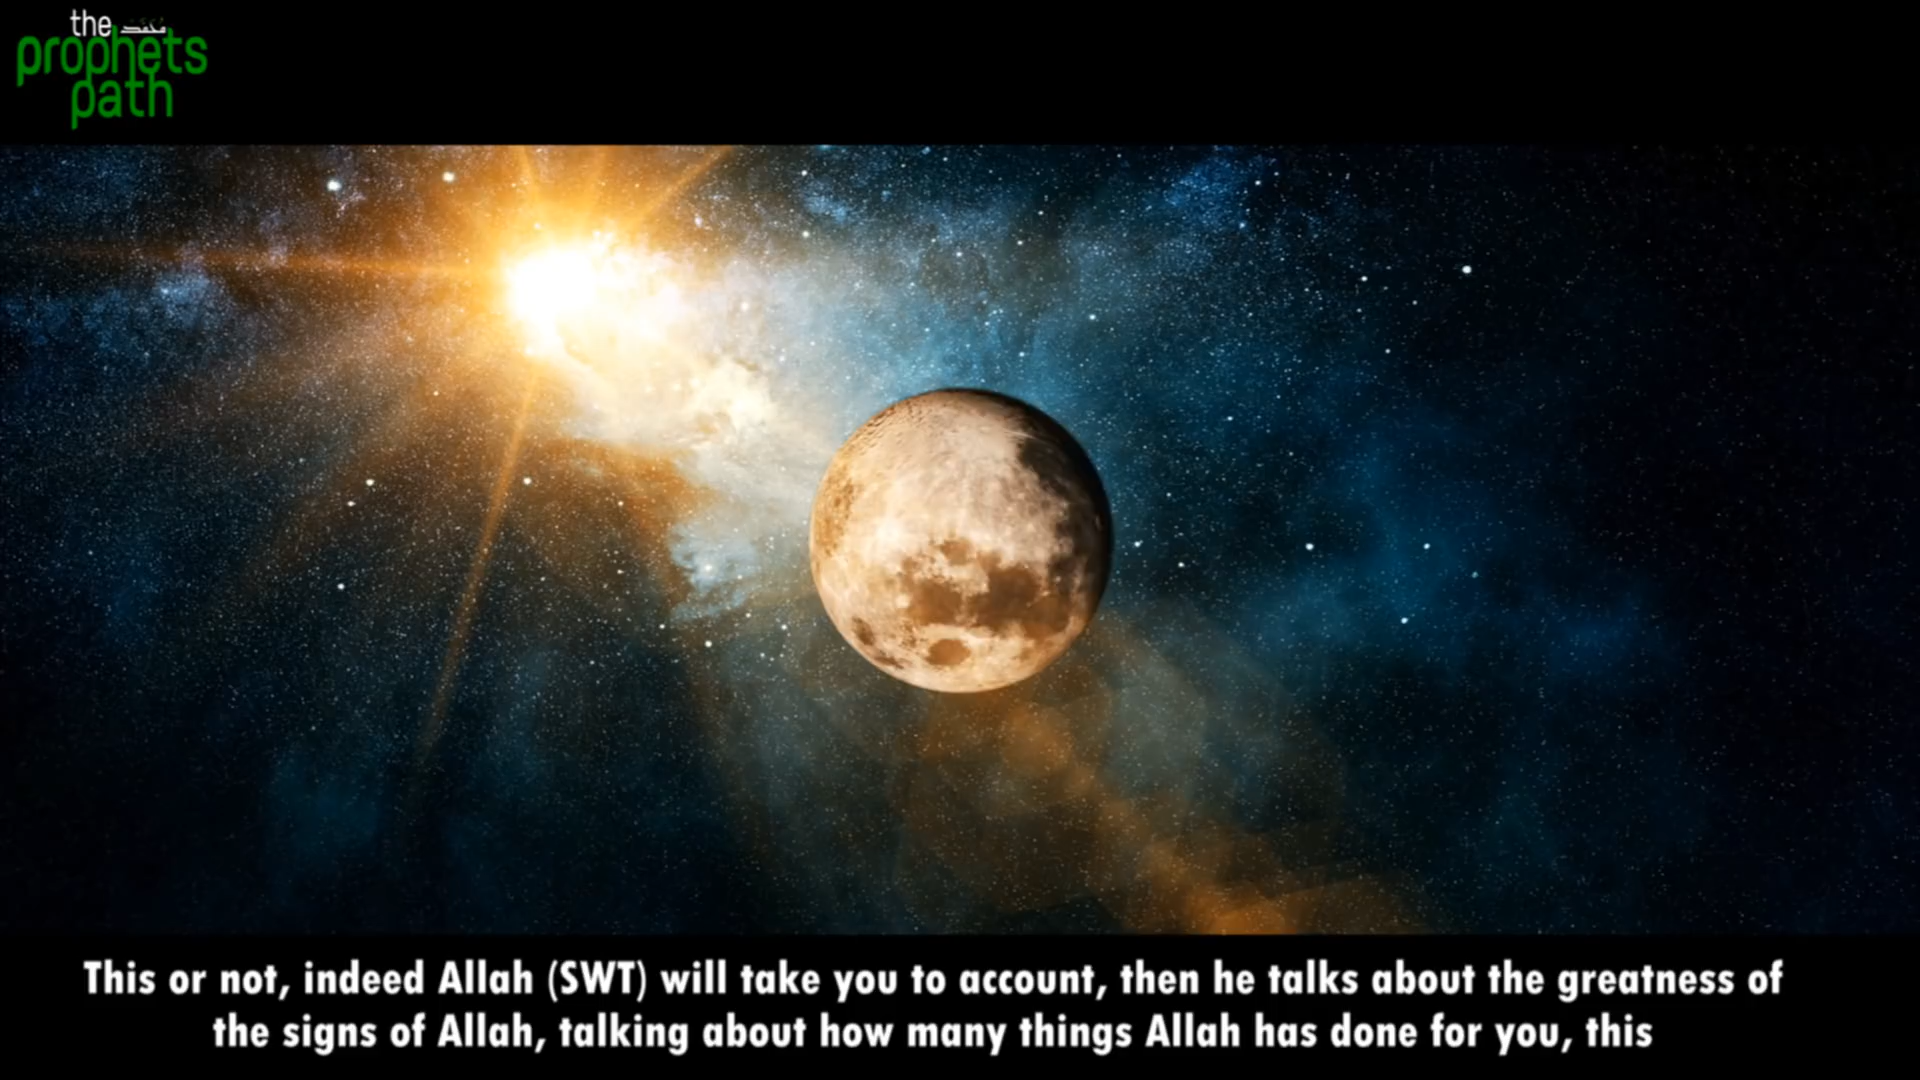 the محمد
prophets
path
This or not, indeed Allah (SWT) will take you to account, then he talks about the greatness of
the signs of Allah, talking about how many things Allah has done for you, this